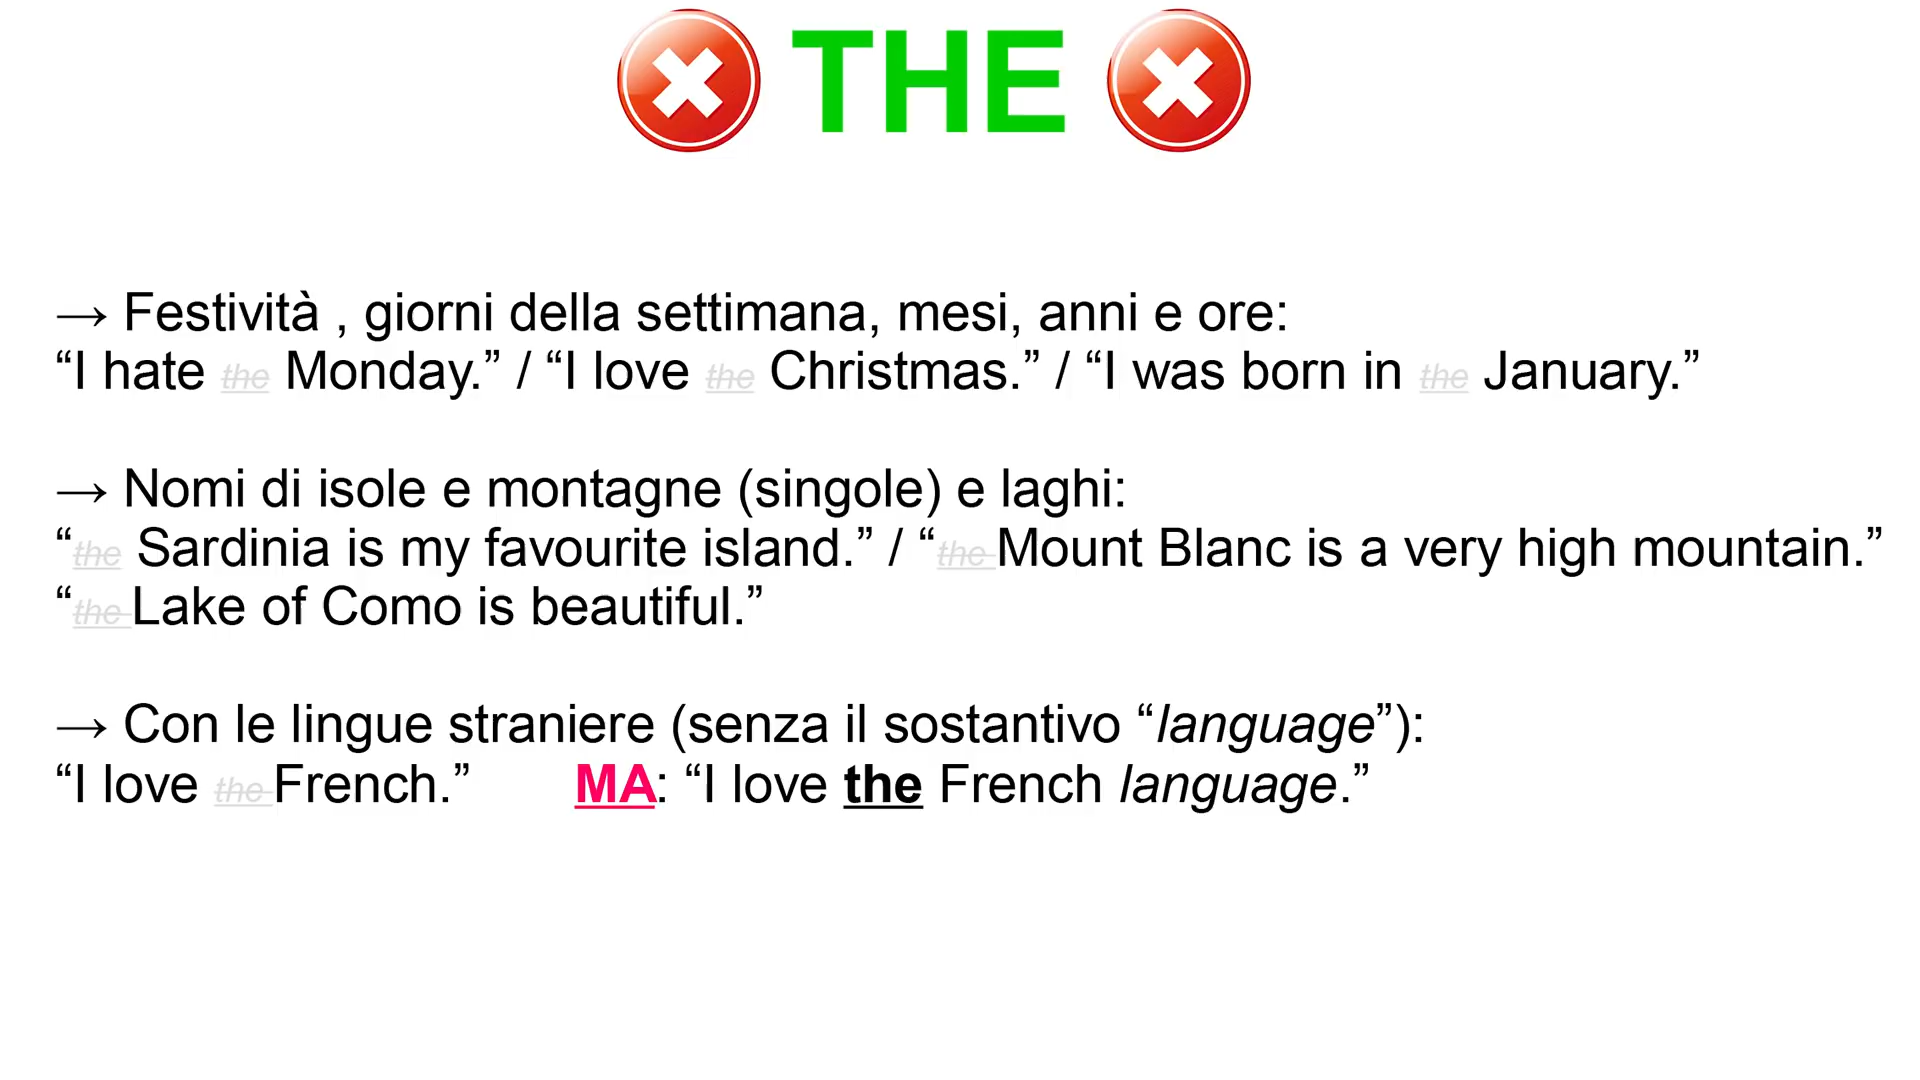 THE
→ Festività , giorni della settimana, mesi, anni e ore:
“I hate the Monday.” / “I love the Christmas.” / “I was born in the January.”
→ Nomi di isole e montagne (singole) e laghi:
“the Sardinia is my favourite island.” / “the Mount Blanc is a very high mountain.”
“the Lake of Como is beautiful.”
→ Con le lingue straniere (senza il sostantivo “language”):
“I love the French.” MA: “I love the French language.”